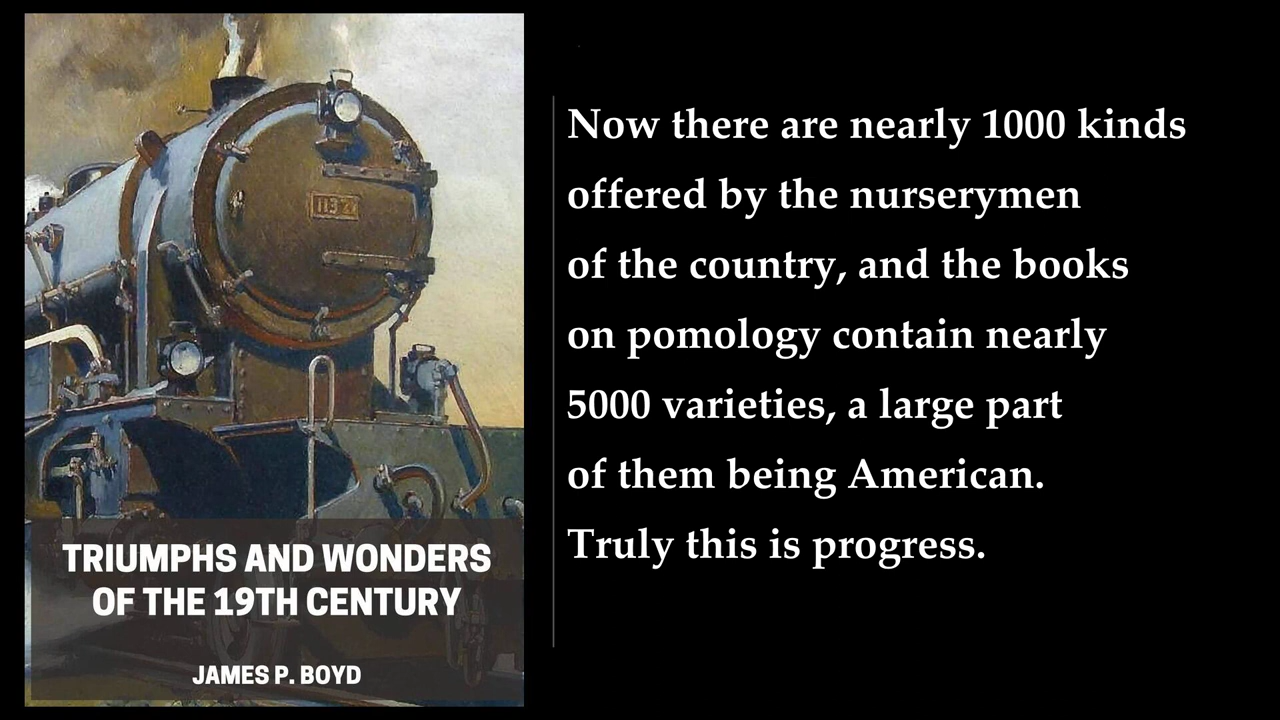 Now there are nearly 1000 kinds
offered by the nurserymen
of the country, and the books
on pomology contain nearly
5000 varieties, a large part
of them being American.
Truly this is progress.
TRIUMPHS AND WONDERS
OF THE 19TH CENTURY
JAMES P. BOYD